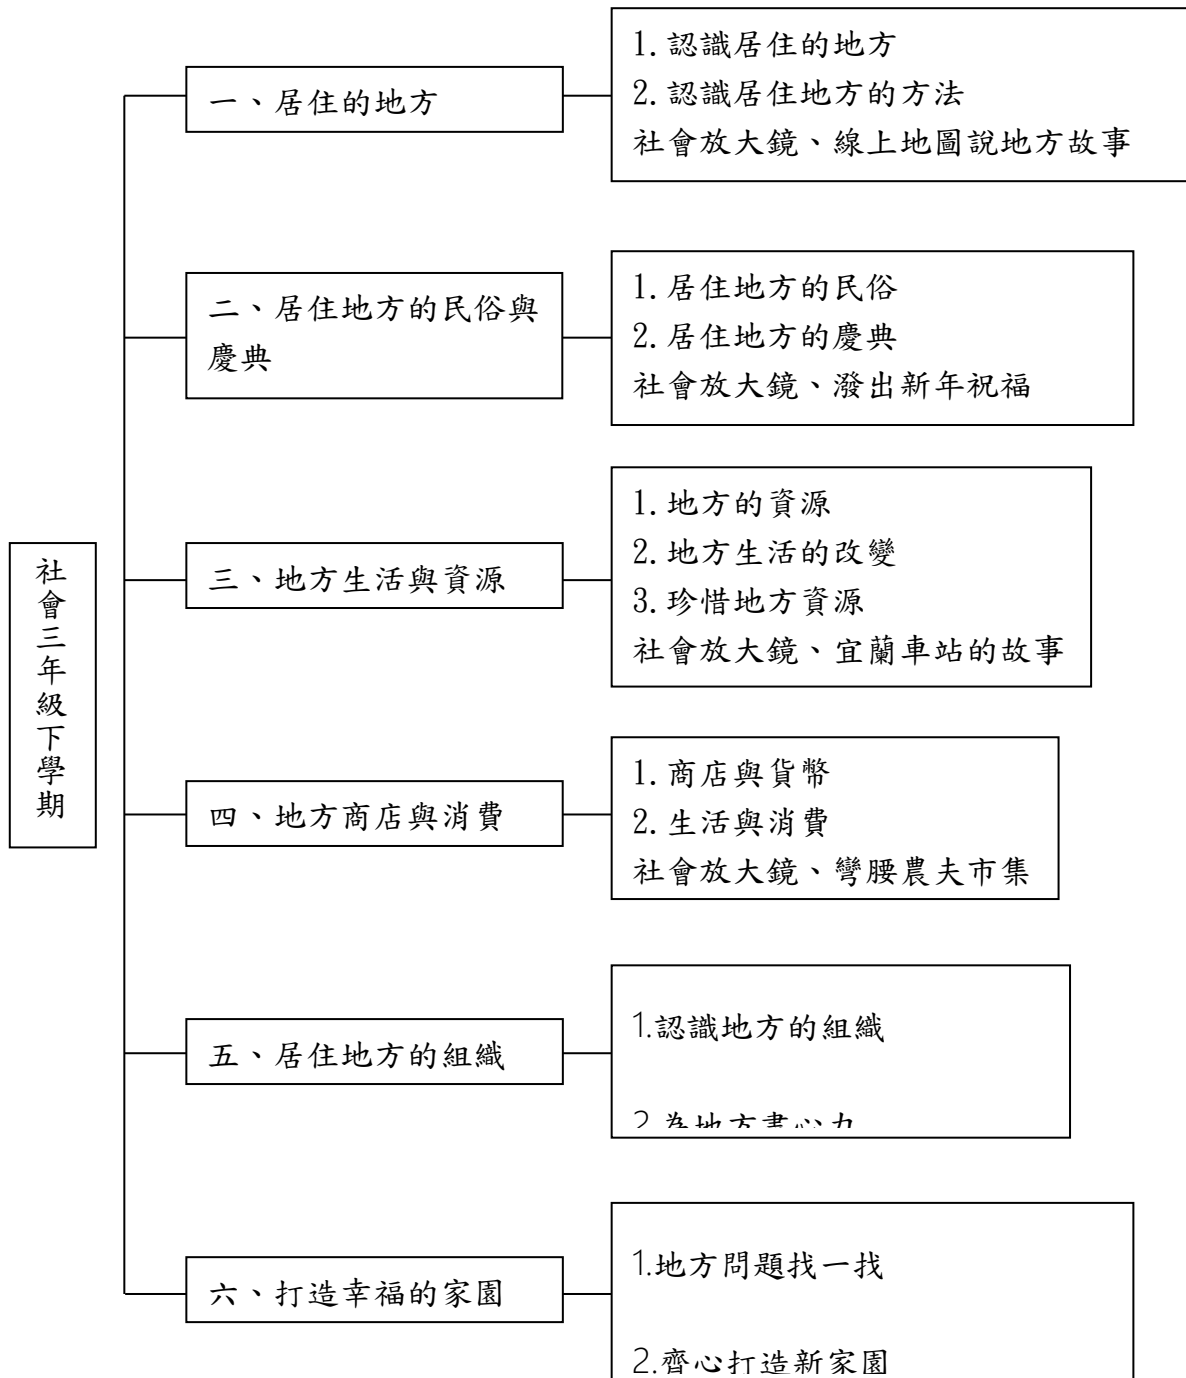 社會三年級下學期
一、居住的地方
1.認識居住的地方
2.認識居住地方的方法
社會放大鏡、線上地圖說地方故事
二、居住地方的民俗與
慶典
1.居住地方的民俗
2.居住地方的慶典
社會放大鏡、潑出新年祝福
三、地方生活與資源
1.地方的資源
2.地方生活的改變
3.珍惜地方資源
社會放大鏡、宜蘭車站的故事
四、地方商店與消費
1.商店與貨幣
2.生活與消費
社會放大鏡、彎腰農夫市集
五、居住地方的組織
1.認識地方的組織
2.為地方盡心力
六、打造幸福的家園
1.地方問題找一找
2.齊心打造新家園